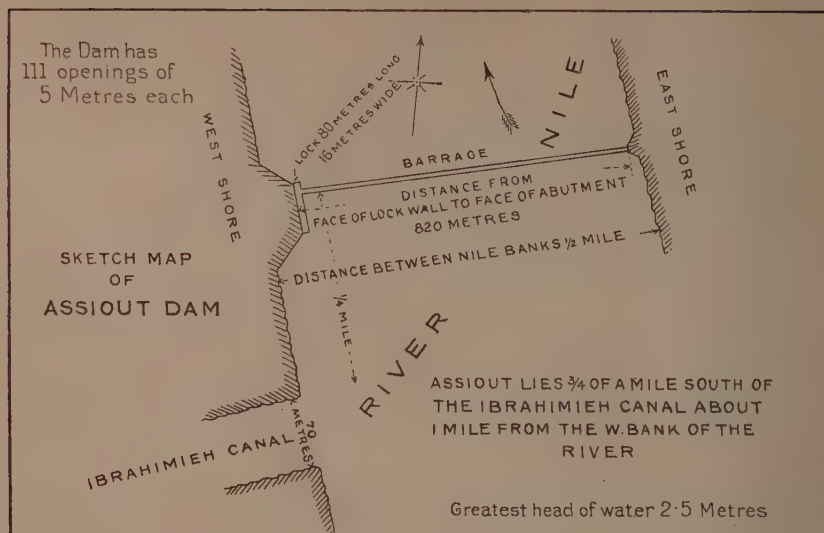 The Dam has
111 openings of
5 Metres each
WEST SHORE
LOCK 80 METRES LONG
16 METRES WIDE
NILE
EAST SHORE
BARRAGE
DISTANCE FROM
FACE OF LOCK WALL TO FACE OF ABUTMENT
820 METRES
DISTANCE BETWEEN NILE BANKS ½ MILE
SKETCH MAP
OF
ASSIOUT DAM
¼ MILE
RIVER
ASSIOUT LIES ¾ OF A MILE SOUTH OF
THE IBRAHIMIEH CANAL ABOUT
1 MILE FROM THE W. BANK OF THE
RIVER
IBRAHIMIEH CANAL
70
METRES
Greatest head of water 2·5 Metres